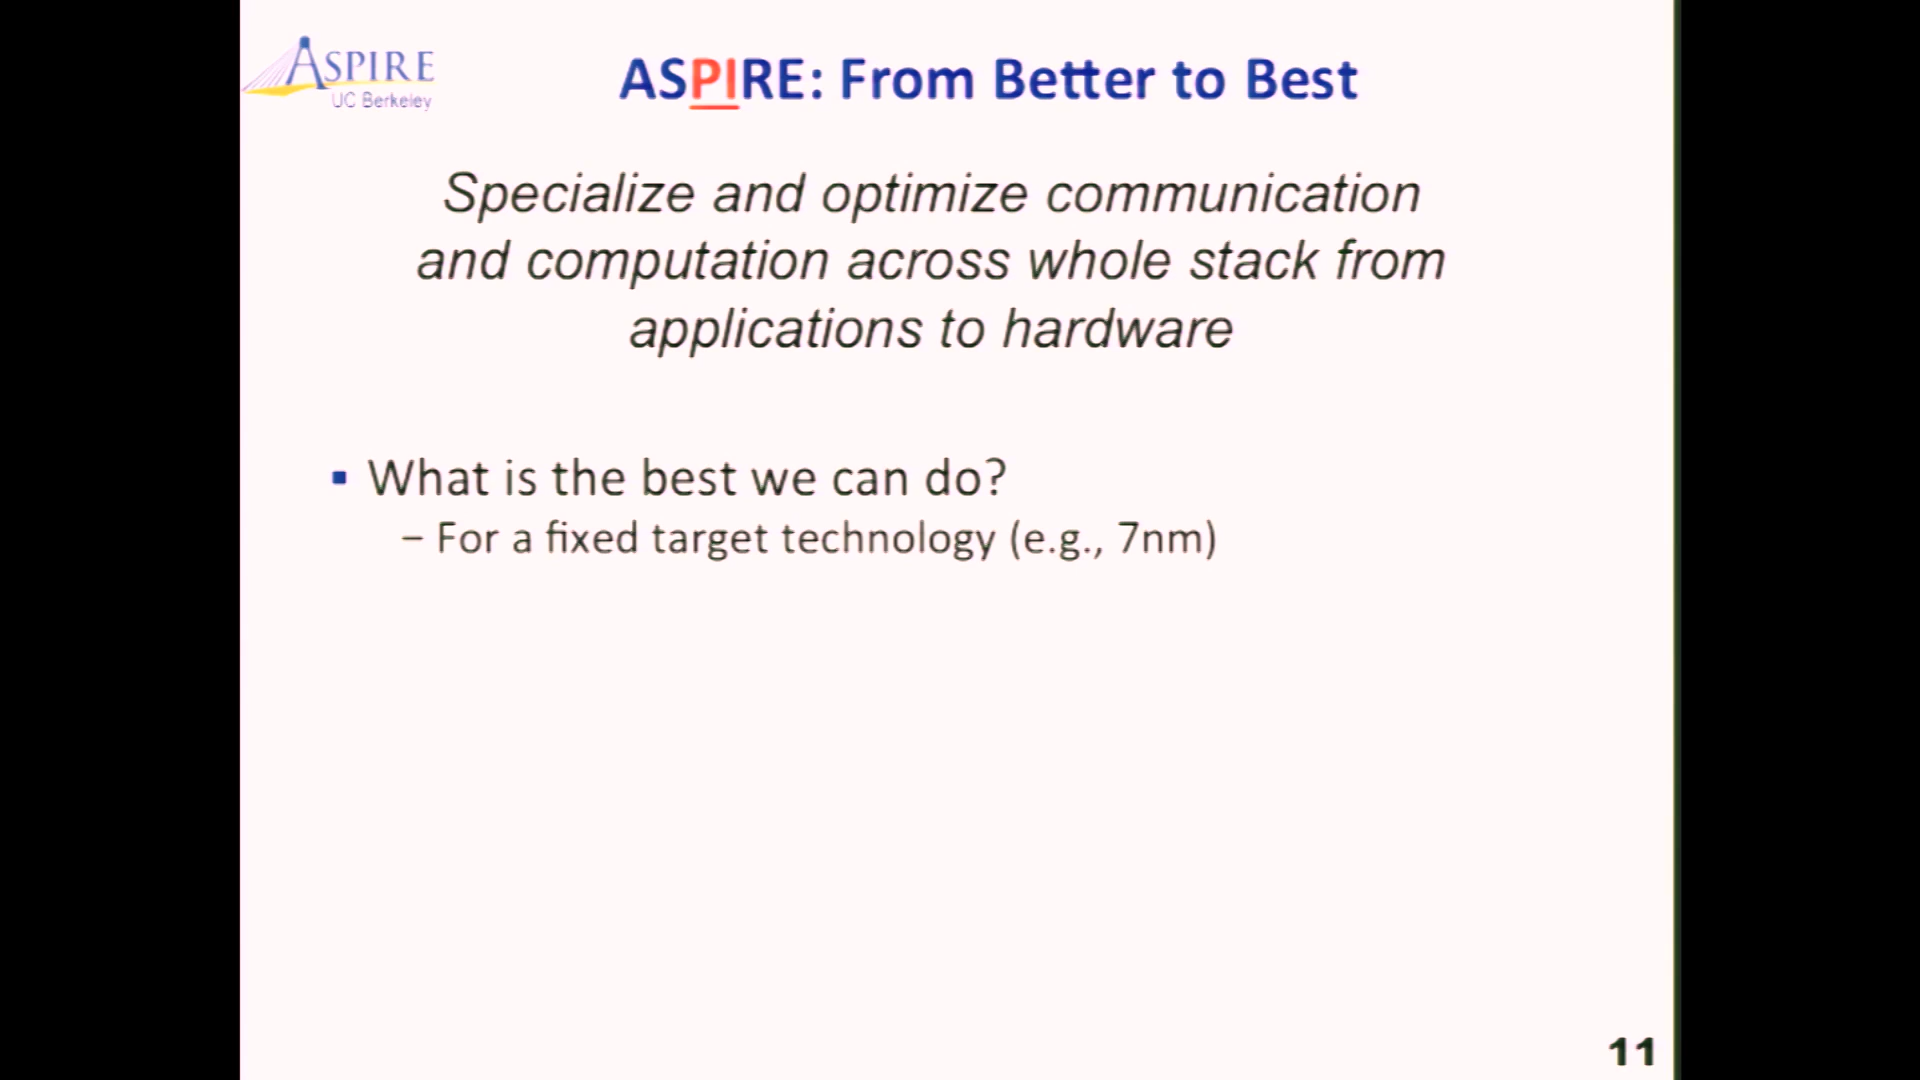 ASPIRE
UC Berkeley
ASPIRE: From Better to Best
Specialize and optimize communication
and computation across whole stack from
applications to hardware
▪ What is the best we can do?
– For a fixed target technology (e.g., 7nm)
11